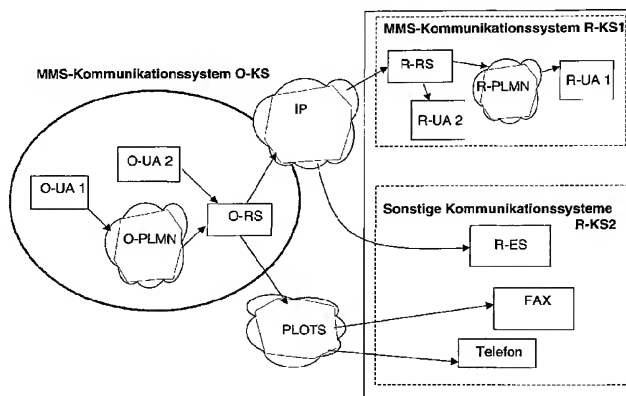 MMS-Kommunikationssystem O-KS
O-UA 1
O-UA 2
O-PLMN
O-RS
IP
PLOTS
MMS-Kommunikationssystem R-KS1
R-RS
R-UA 2
R-PLMN
R-UA 1
Sonstige Kommunikationssysteme
R-KS2
R-ES
FAX
Telefon